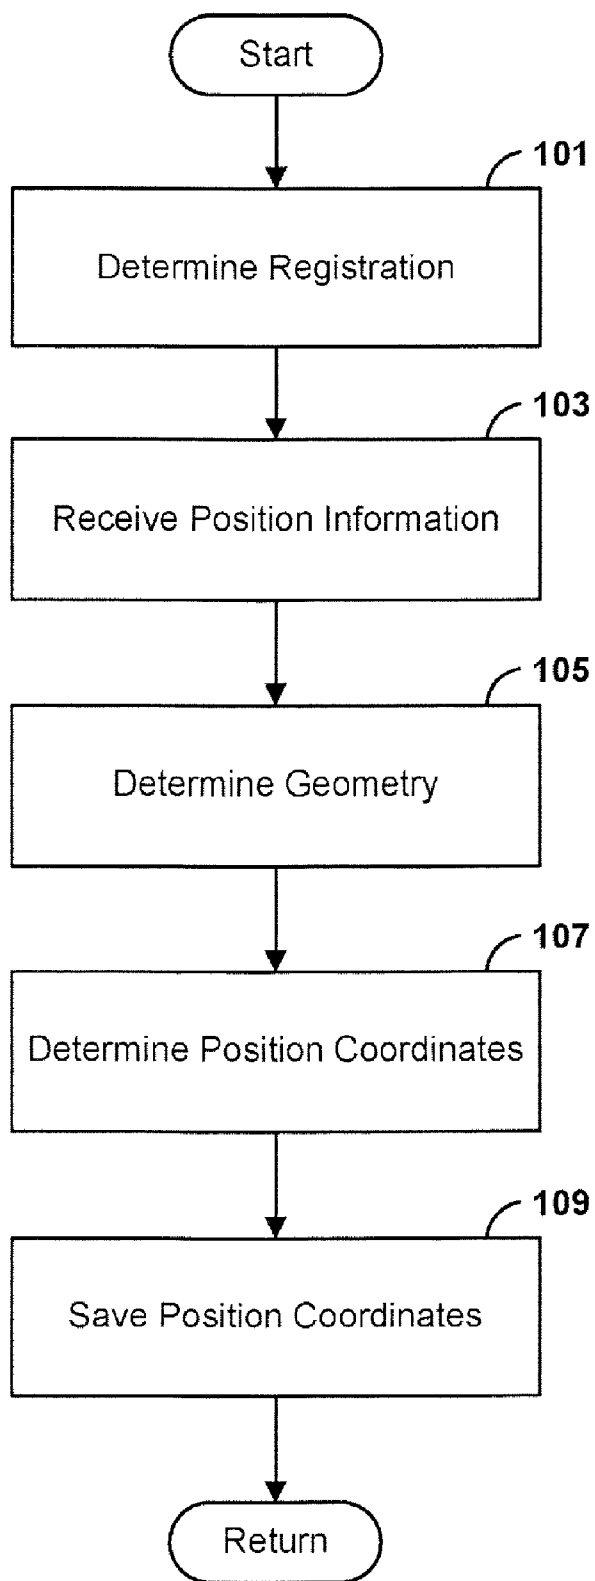 Start
101
Determine Registration
103
Receive Position Information
105
Determine Geometry
107
Determine Position Coordinates
109
Save Position Coordinates
Return